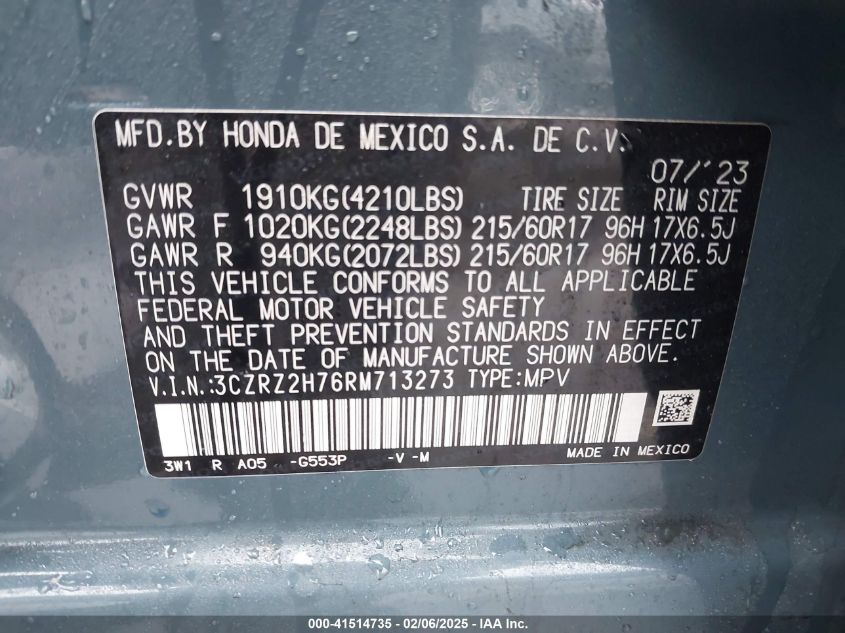 MFD.BY HONDA DE MEXICO S.A. DE C.V.
07/'23
GVWR 1910KG(4210LBS) TIRE SIZE RIM SIZE
GAWR F 1020KG(2248LBS) 215/60R17 96H 17X6.5J
GAWR R 940KG(2072LBS) 215/60R17 96H 17X6.5J
THIS VEHICLE CONFORMS TO ALL APPLICABLE
FEDERAL MOTOR VEHICLE SAFETY
AND THEFT PREVENTION STANDARDS IN EFFECT
ON THE DATE OF MANUFACTURE SHOWN ABOVE.
V.I.N.:3CZRZ2H76RM713273 TYPE:MPV
3W1 R A05 -G553P -V -M MADE IN MEXICO
000-41514735 — 02/06/2025 — IAA, Inc.